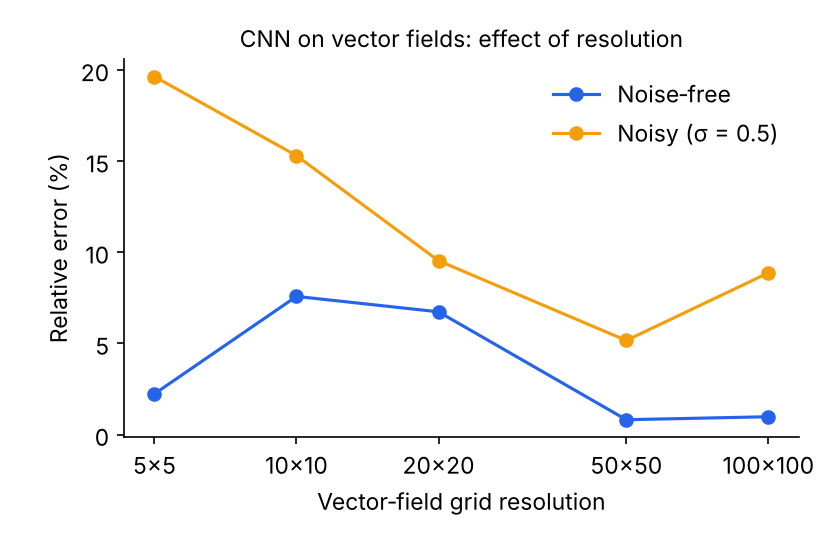 CNN on vector fields: effect of resolution
Noise-free
Noisy (σ = 0.5)
Relative error (%)
20
15
10
5
0
5×5
10×10
20×20
50×50
100×100
Vector-field grid resolution